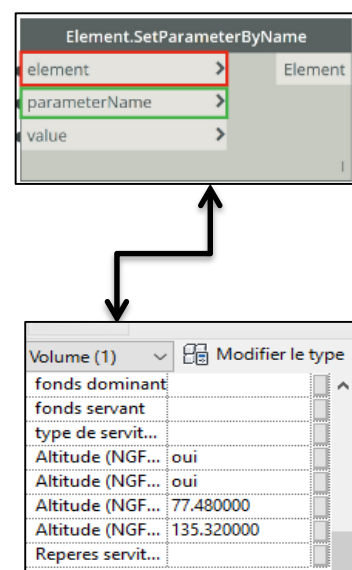 Element.SetParameterByName
element > Element
parameterName >
value >
Volume (1) Modifier le type
fonds dominant
fonds servant
type de servit...
Altitude (NGF... oui
Altitude (NGF... oui
Altitude (NGF... 77.480000
Altitude (NGF... 135.320000
Reperes servit...